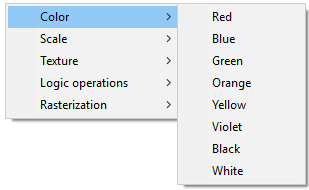 Color
Scale
Texture
Logic operations
Rasterization
Red
Blue
Green
Orange
Yellow
Violet
Black
White